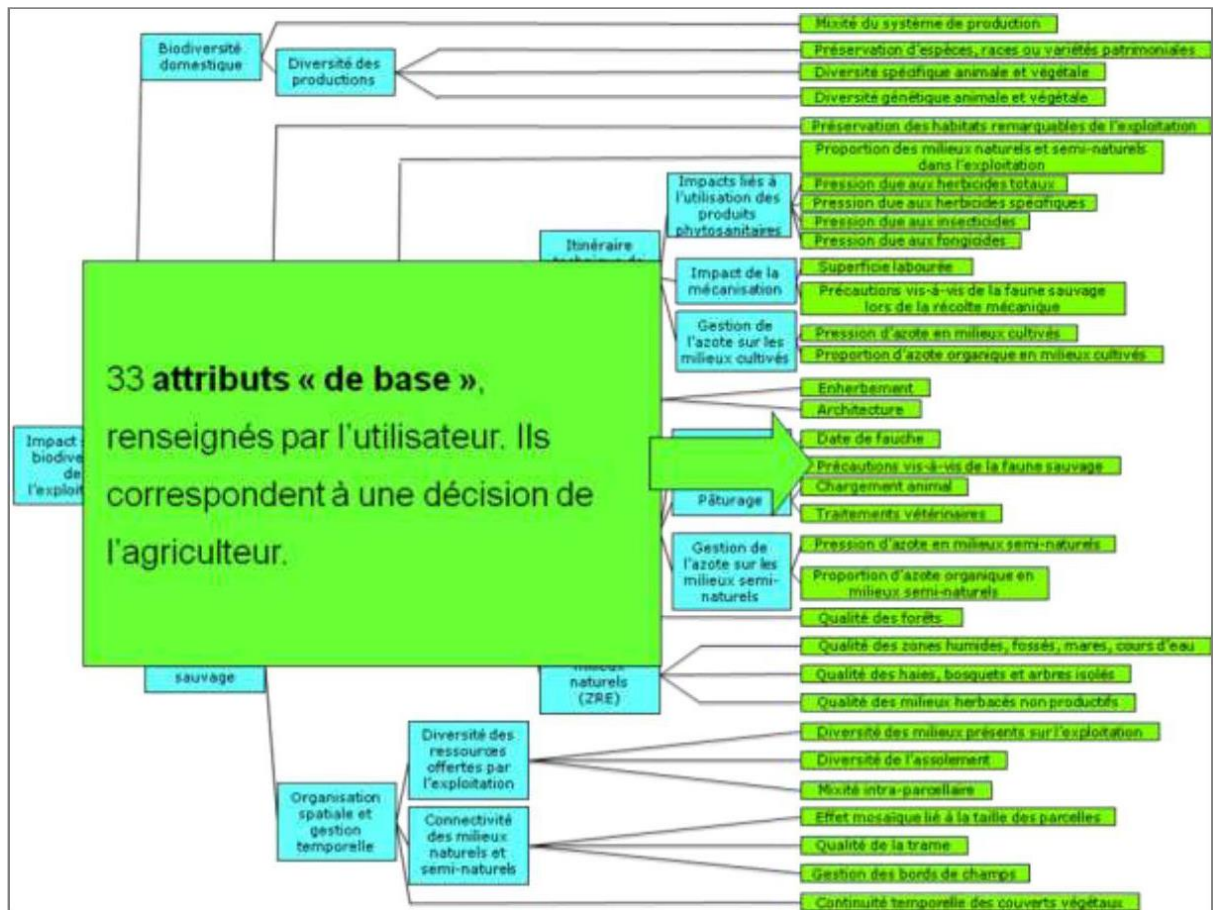 Mixité du système de production
Biodiversité
domestique
Diversité des
productions
Préservation d'espèces, races ou variétés patrimoniales
Diversité spécifique animale et végétale
Diversité génétique animale et végétale
Préservation des habitats remarquables de l'exploitation
Proportion des milieux naturels et semi-naturels
dans l'exploitation
Impacts liés à
l'utilisation des
produits
phytosanitaires
Pression due aux herbicides totaux
Pression due aux herbicides spécifiques
Pression due aux insecticides
Pression due aux fongicides
Itinéraire
Impact de la
mécanisation
Superficie labourée
Précautions vis-à-vis de la faune sauvage
lors de la récolte mécanique
Gestion de
l'azote sur les
milieux cultivés
Pression d'azote en milieux cultivés
Proportion d'azote organique en milieux cultivés
33 attributs « de base »,
renseignés par l'utilisateur. Ils
correspondent à une décision de
l'agriculteur.
Enherbement
Architecture
Impact
de
Date de fauche
Précautions vis-à-vis de la faune sauvage
Pâturage
Chargement animal
Traitements vétérinaires
Gestion de
l'azote sur les
milieux semi-
naturels
Pression d'azote en milieux semi-naturels
Proportion d'azote organique en
milieux semi-naturels
Qualité des forêts
sauvage
milieux
naturels
(ZRE)
Qualité des zones humides, fossés, mares, cours d'eau
Qualité des haies, bosquets et arbres isolés
Qualité des milieux herbacés non productifs
Diversité des
ressources
offertes par
l'exploitation
Diversité des milieux présents sur l'exploitation
Diversité de l'assolement
Mixité intra-parcellaire
Organisation
spatiale et
gestion
temporelle
Connectivité
des milieux
naturels et
semi-naturels
Effet mosaïque lié à la taille des parcelles
Qualité de la trame
Gestion des bords de champs
Continuité temporelle des couverts végétaux